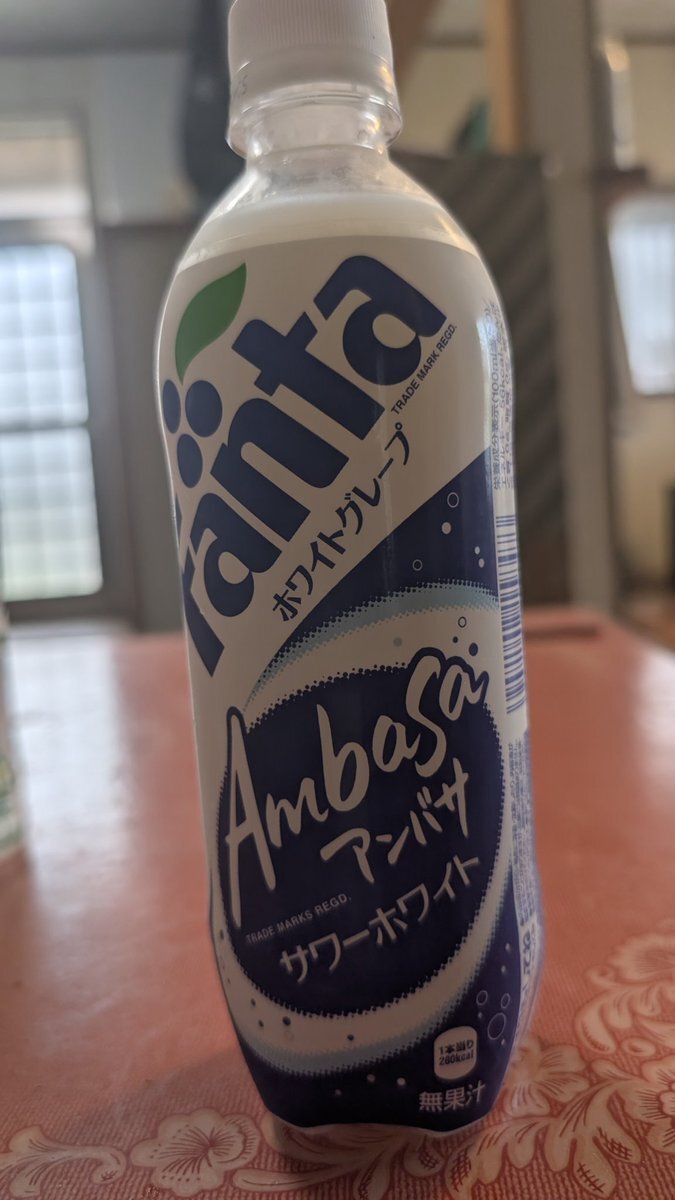 Fanta
TRADE MARK REGD.
ホワイトグレープ
Ambasa
アンバサ
TRADE MARKS REGD.
サワーホワイト
1本当り
260kcal
無果汁